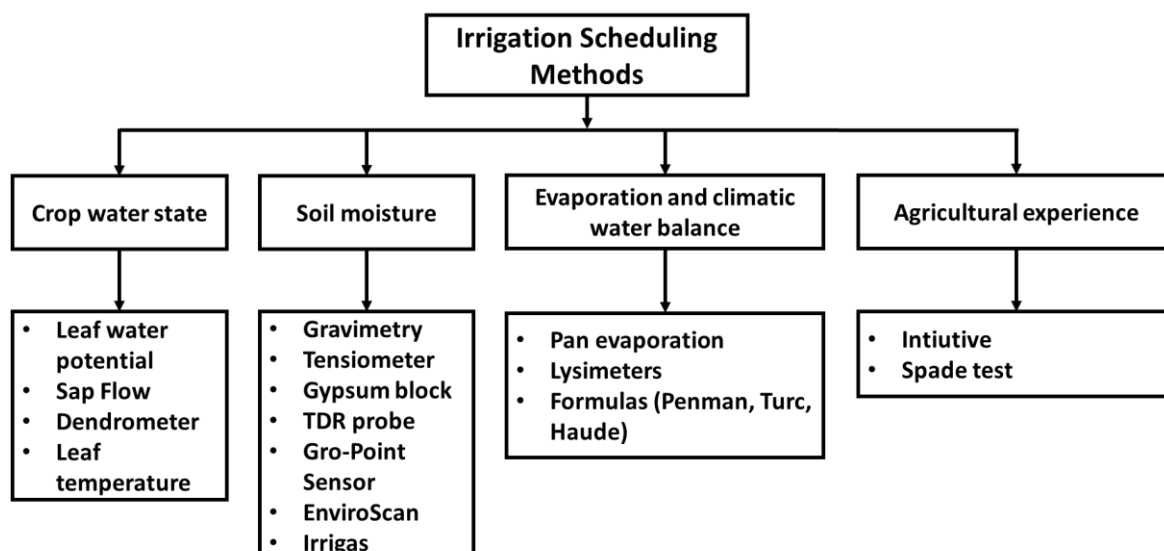 Irrigation Scheduling
Methods
Crop water state
Soil moisture
Evaporation and climatic
water balance
Agricultural experience
• Leaf water
potential
• Sap Flow
• Dendrometer
• Leaf
temperature
• Gravimetry
• Tensiometer
• Gypsum block
• TDR probe
• Gro-Point
Sensor
• EnviroScan
• Irrigas
• Pan evaporation
• Lysimeters
• Formulas (Penman, Turc,
Haude)
• Intiutive
• Spade test